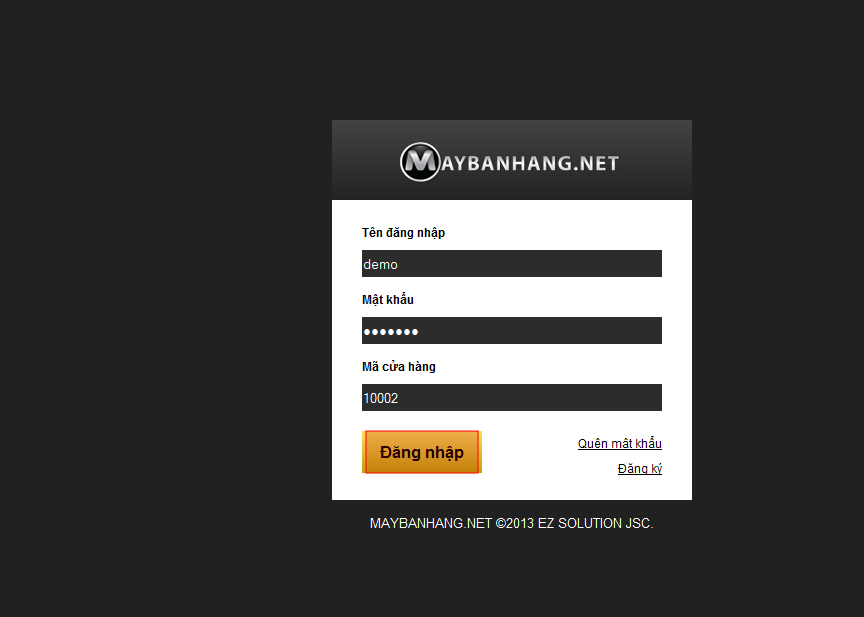 MAYBANHANG.NET
Tên đăng nhập
demo
Mật khẩu
•••••••
Mã cửa hàng
10002
Đăng nhập
Quên mât khẩu
Đăng ký
MAYBANHANG.NET ©2013 EZ SOLUTION JSC.